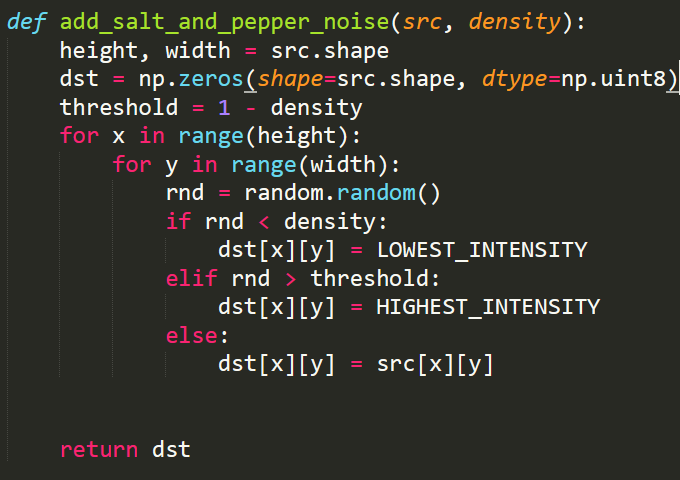 def add_salt_and_pepper_noise(src, density):
    height, width = src.shape
    dst = np.zeros(shape=src.shape, dtype=np.uint8)
    threshold = 1 - density
    for x in range(height):
        for y in range(width):
            rnd = random.random()
            if rnd < density:
                dst[x][y] = LOWEST_INTENSITY
            elif rnd > threshold:
                dst[x][y] = HIGHEST_INTENSITY
            else:
                dst[x][y] = src[x][y]
    return dst